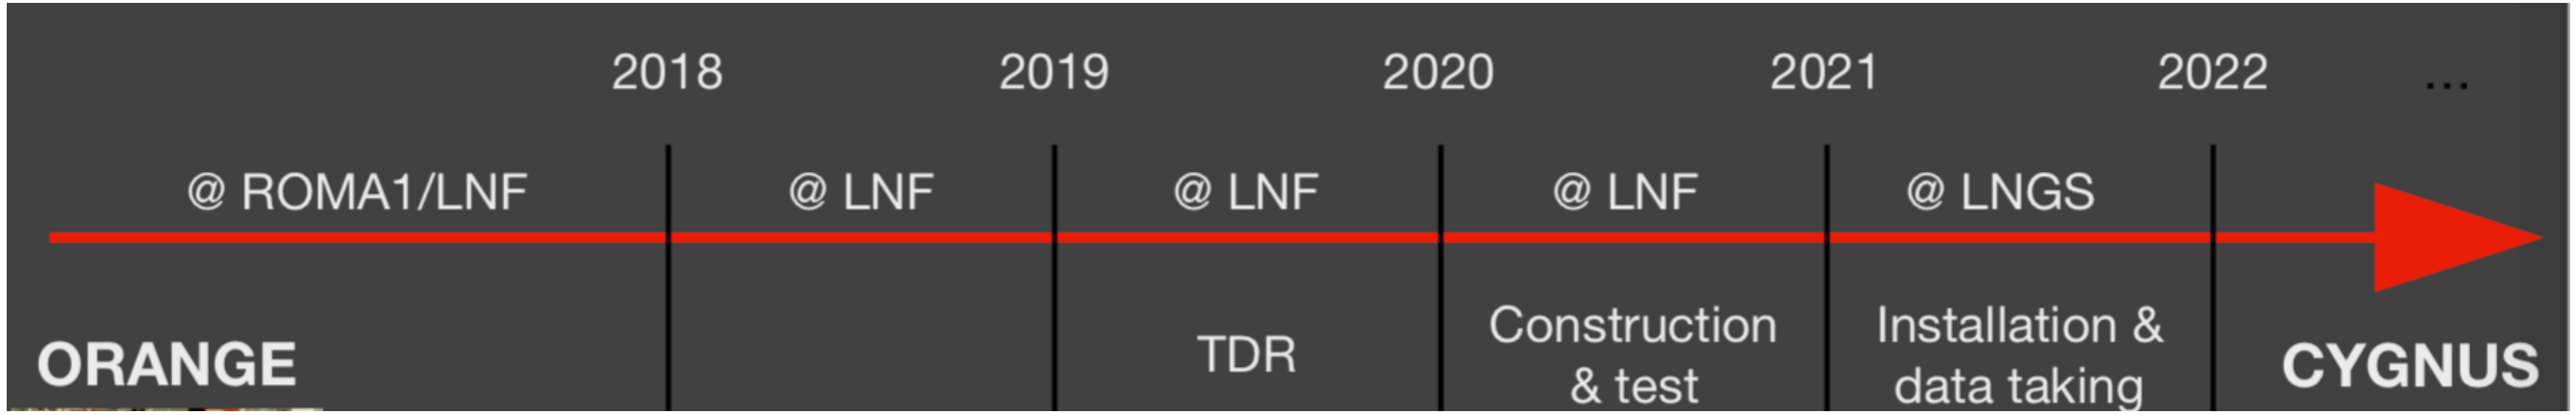 2018 2019 2020 2021 2022 ...
@ ROMA1/LNF @ LNF @ LNF @ LNF @ LNGS
ORANGE
TDR
Construction
& test
Installation &
data taking
CYGNUS